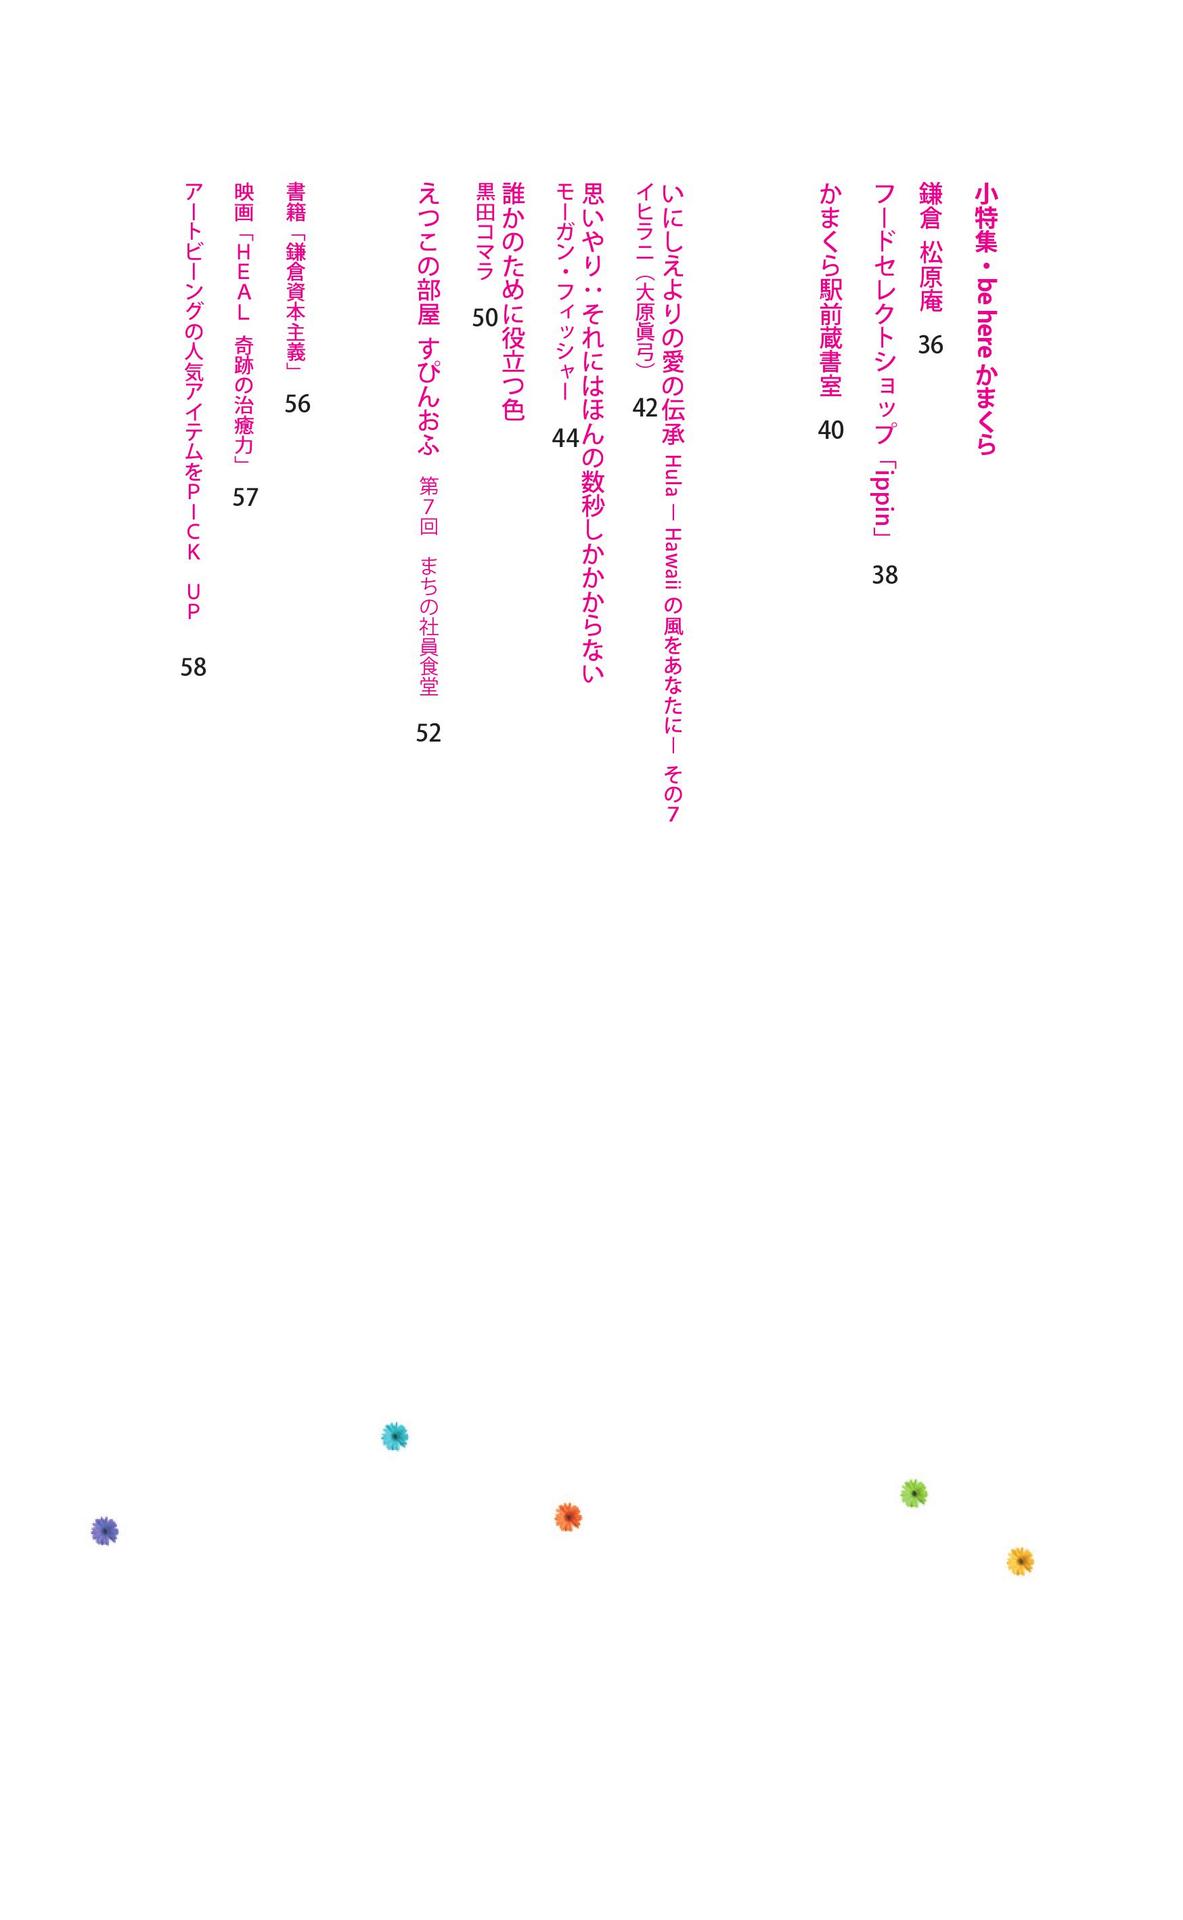 小特集・be here かまくら
鎌倉 松原庵 36
フードセレクトショップ「ippin」 38
かまくら駅前蔵書室 40
いにしえよりの愛の伝承 Hula ― Hawaii の風をあなたに― その7
イヒラニ（大原眞弓） 42
思いやり：それにはほんの数秒しかかからない
モーガン・フィッシャー 44
誰かのために役立つ色
黒田コマラ 50
えつこの部屋 すぴんおふ 第7回 まちの社員食堂 52
書籍「鎌倉資本主義」 56
映画「HEAL 奇跡の治癒力」 57
アートビーングの人気アイテムをPICK UP 58